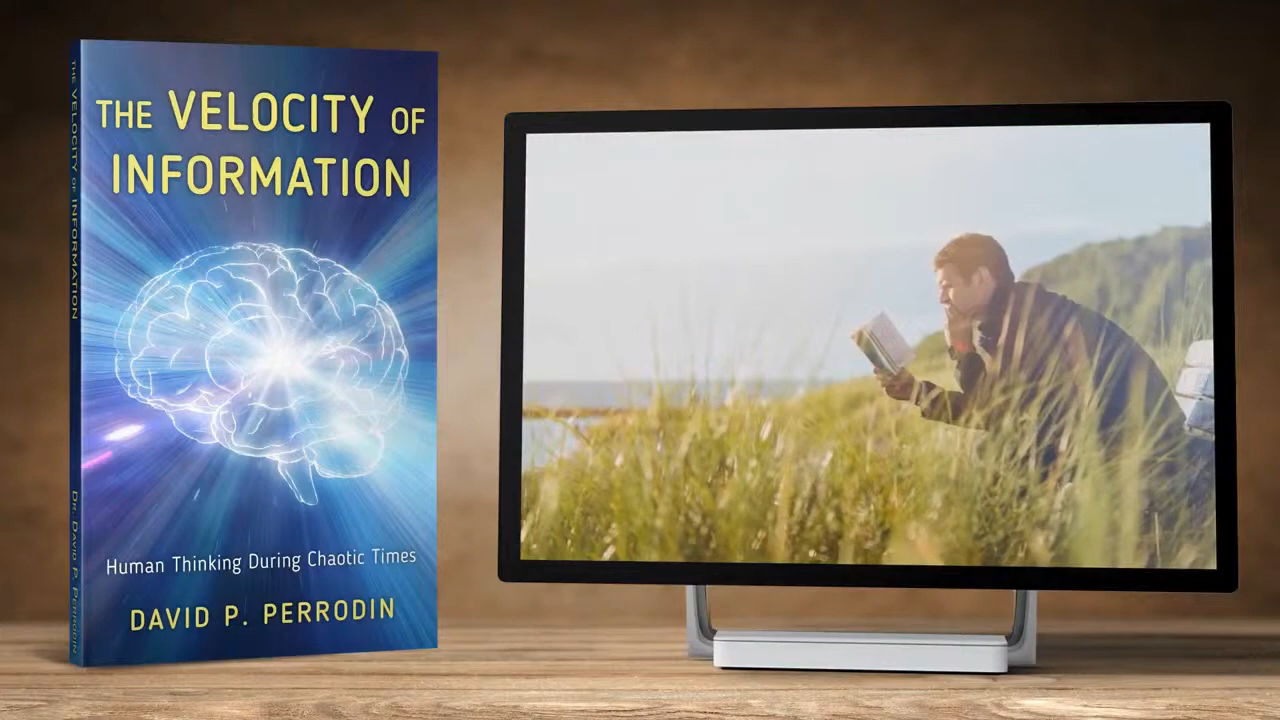 THE VELOCITY OF
INFORMATION
Human Thinking During Chaotic Times
DAVID P. PERRODIN
THE VELOCITY OF INFORMATION
DR. DAVID P. PERRODIN